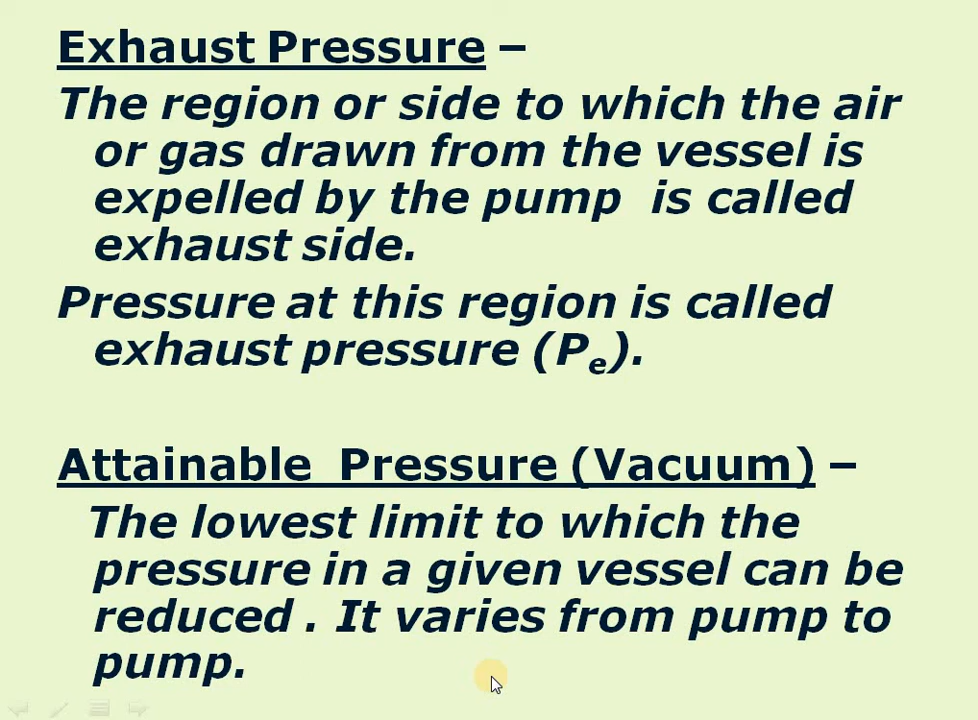 Exhaust Pressure –
The region or side to which the air
or gas drawn from the vessel is
expelled by the pump is called
exhaust side.
Pressure at this region is called
exhaust pressure (Pe).
Attainable Pressure (Vacuum) –
The lowest limit to which the
pressure in a given vessel can be
reduced . It varies from pump to
pump.